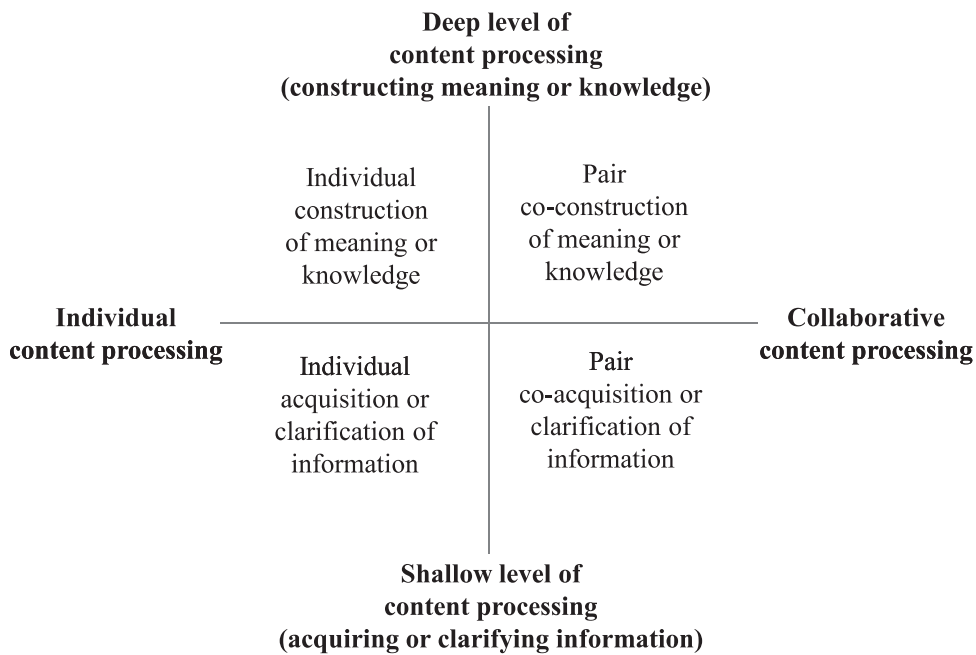 Deep level of
content processing
(constructing meaning or knowledge)
Individual
construction
of meaning or
knowledge
Pair
co-construction
of meaning or
knowledge
Individual
content processing
Collaborative
content processing
Individual
acquisition or
clarification of
information
Pair
co-acquisition or
clarification of
information
Shallow level of
content processing
(acquiring or clarifying information)